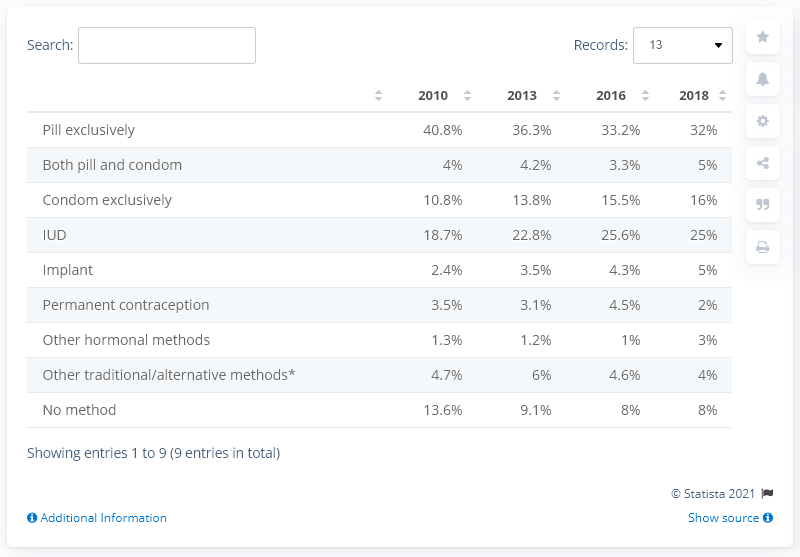 Search:
Records: 13
2010 2013 2016 2018
Pill exclusively 40.8% 36.3% 33.2% 32%
Both pill and condom 4% 4.2% 3.3% 5%
Condom exclusively 10.8% 13.8% 15.5% 16%
IUD 18.7% 22.8% 25.6% 25%
Implant 2.4% 3.5% 4.3% 5%
Permanent contraception 3.5% 3.1% 4.5% 2%
Other hormonal methods 1.3% 1.2% 1% 3%
Other traditional/alternative methods* 4.7% 6% 4.6% 4%
No method 13.6% 9.1% 8% 8%
Showing entries 1 to 9 (9 entries in total)
© Statista 2021
Additional Information
Show source